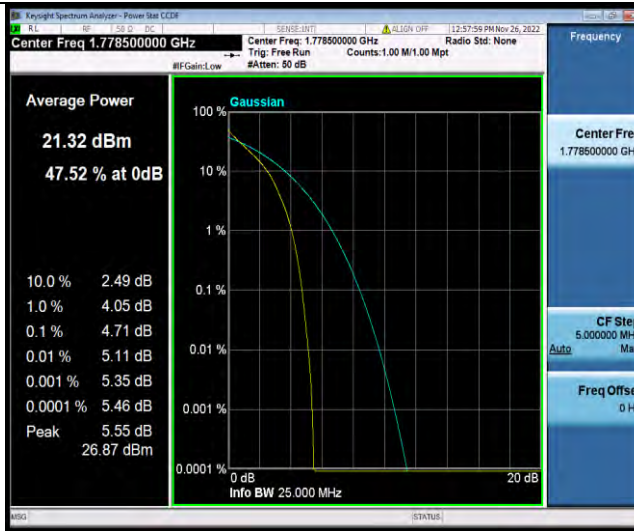 Keysight Spectrum Analyzer - Power Stat CCDF
RL RF 50 Ω DC SENSE:INT ALIGN OFF 12:57:59 PM Nov 26, 2022
Center Freq 1.778500000 GHz
Center Freq: 1.778500000 GHz Radio Std: None
Trig: Free Run Counts:1.00 M/1.00 Mpt
#IFGain:Low #Atten: 50 dB
Frequency
Average Power
21.32 dBm
47.52 % at 0dB
10.0 % 2.49 dB
1.0 % 4.05 dB
0.1 % 4.71 dB
0.01 % 5.11 dB
0.001 % 5.35 dB
0.0001 % 5.46 dB
Peak 5.55 dB
26.87 dBm
Gaussian
100 %
10 %
1 %
0.1 %
0.01 %
0.001 %
0.0001 %
0 dB 20 dB
Info BW 25.000 MHz
Center Fre
1.778500000 GH
CF Ste
5.000000 MH
Auto Ma
Freq Offse
0 H
MSG STATUS